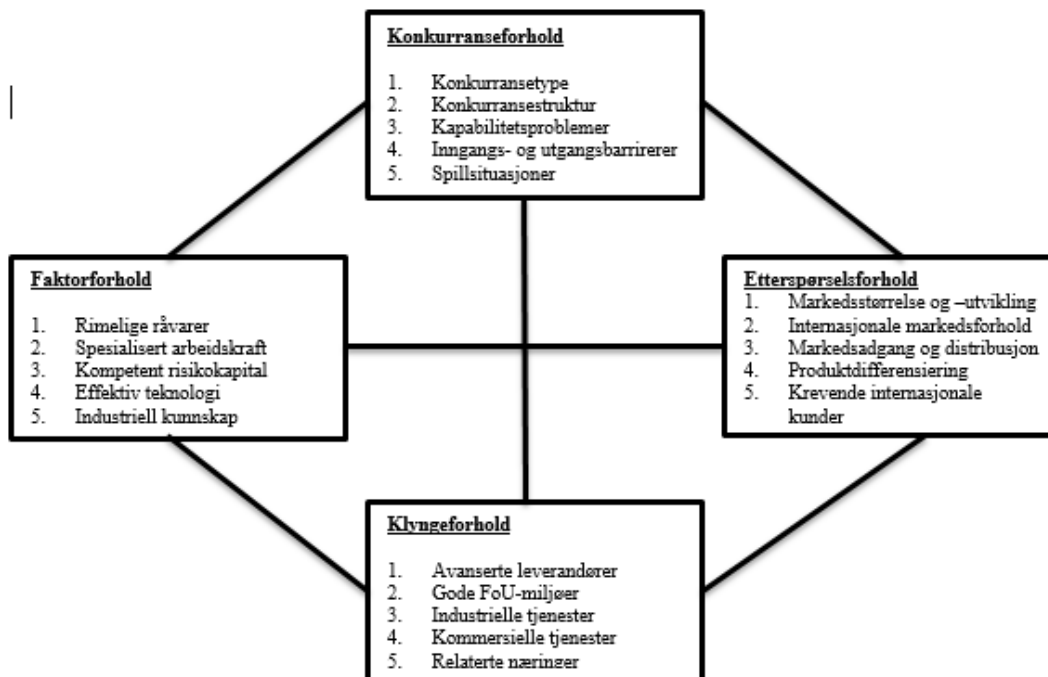 Konkurranseforhold
1. Konkurransetype
2. Konkurransestruktur
3. Kapabilitetsproblemer
4. Inngangs- og utgangsbarrirerer
5. Spillsituasjoner
Faktorforhold
1. Rimelige råvarer
2. Spesialisert arbeidskraft
3. Kompetent risikokapital
4. Effektiv teknologi
5. Industriell kunnskap
Etterspørselsforhold
1. Markedsstørrelse og –utvikling
2. Internasjonale markedsforhold
3. Markedsadgang og distribusjon
4. Produktdifferensiering
5. Krevende internasjonale
kunder
Klyngeforhold
1. Avanserte leverandører
2. Gode FoU-miljøer
3. Industrielle tjenester
4. Kommersielle tjenester
5. Relaterte næringer